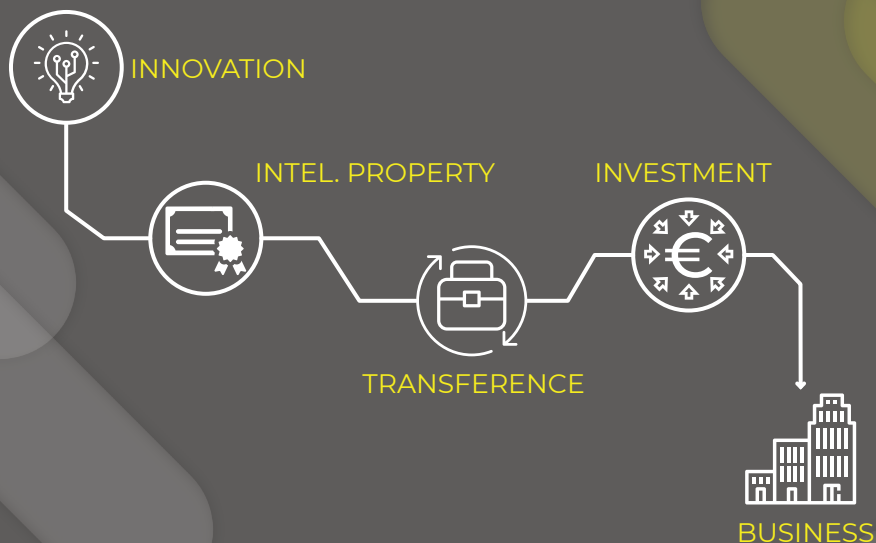 INNOVATION
INTEL. PROPERTY
INVESTMENT
€
TRANSFERENCE
BUSINESS